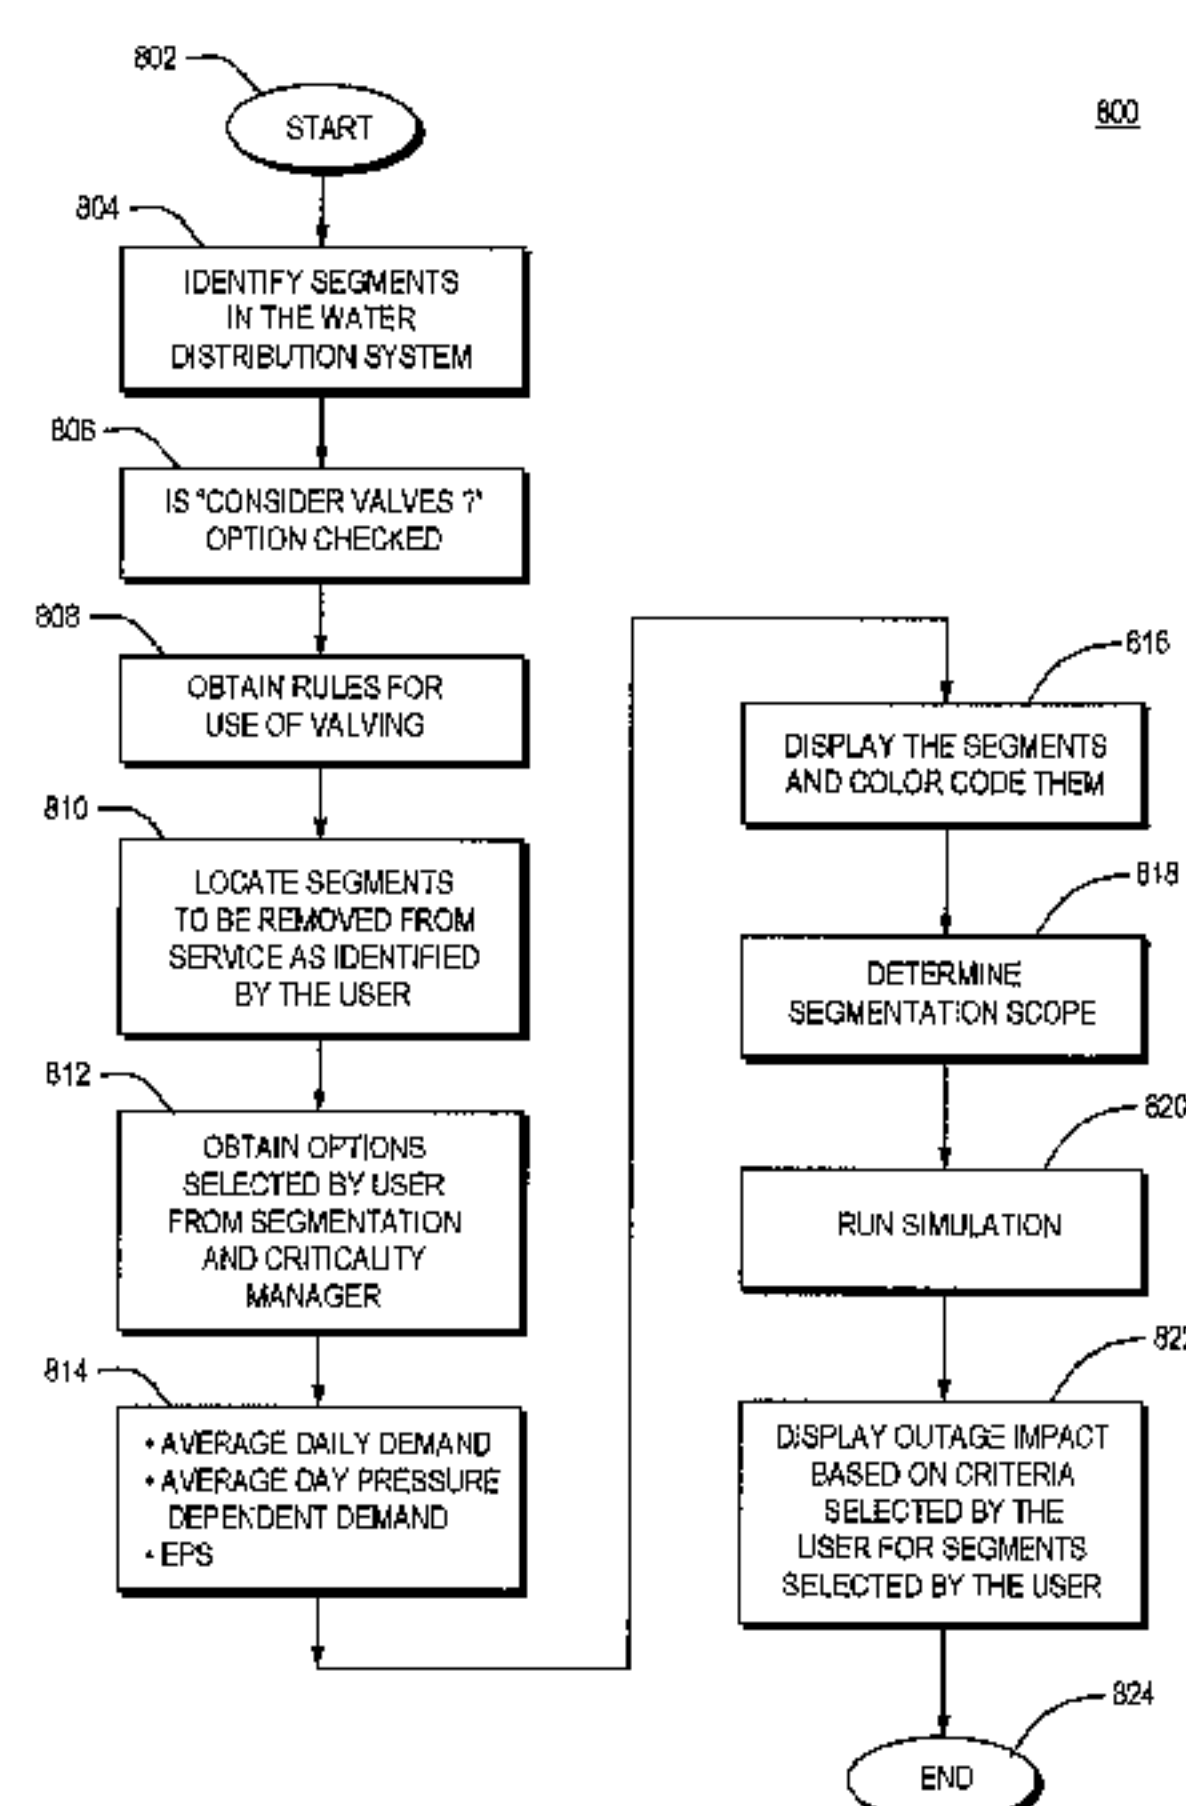 800
802
START
804
IDENTIFY SEGMENTS
IN THE WATER
DISTRIBUTION SYSTEM
806
IS "CONSIDER VALVES ?"
OPTION CHECKED
808
OBTAIN RULES FOR
USE OF VALVING
810
LOCATE SEGMENTS
TO BE REMOVED FROM
SERVICE AS IDENTIFIED
BY THE USER
812
OBTAIN OPTIONS
SELECTED BY USER
FROM SEGMENTATION
AND CRITICALITY
MANAGER
814
• AVERAGE DAILY DEMAND
• AVERAGE DAY PRESSURE
DEPENDENT DEMAND
• EPS
816
DISPLAY THE SEGMENTS
AND COLOR CODE THEM
818
DETERMINE
SEGMENTATION SCOPE
820
RUN SIMULATION
822
DISPLAY OUTAGE IMPACT
BASED ON CRITERIA
SELECTED BY THE
USER FOR SEGMENTS
SELECTED BY THE USER
824
END